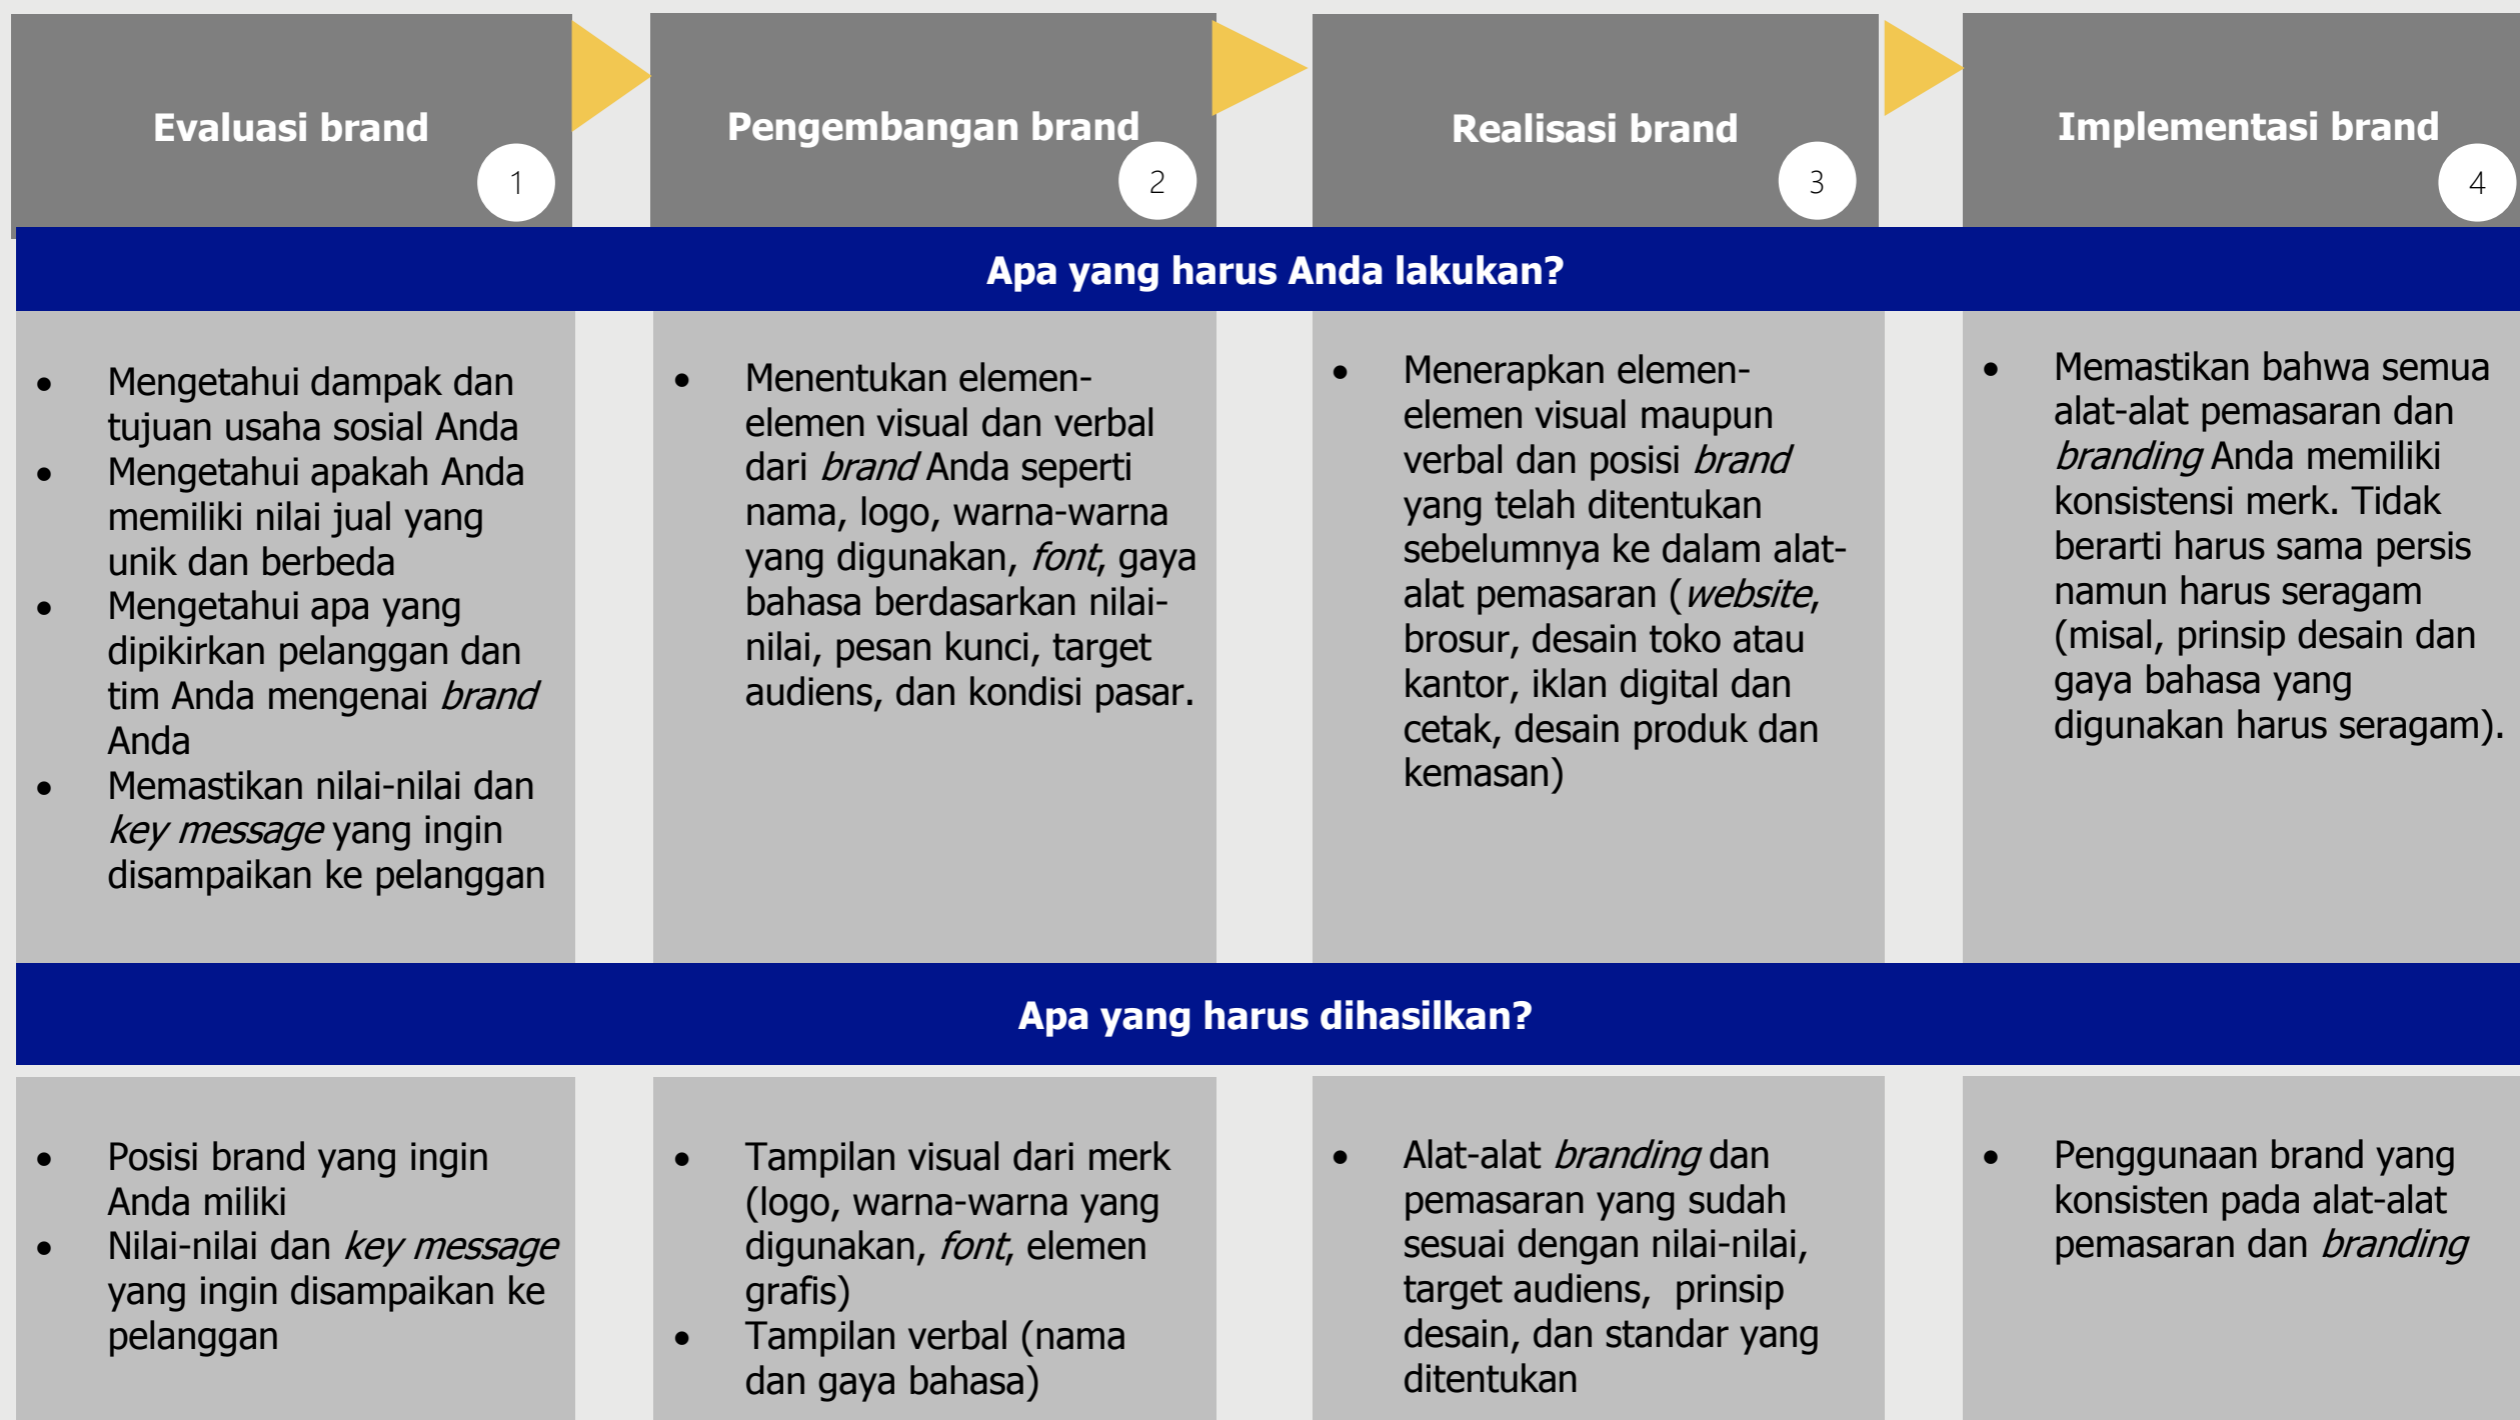 Evaluasi brand
1
Pengembangan brand
2
Realisasi brand
3
Implementasi brand
4
Apa yang harus Anda lakukan?
• Mengetahui dampak dan
tujuan usaha sosial Anda
• Mengetahui apakah Anda
memiliki nilai jual yang
unik dan berbeda
• Mengetahui apa yang
dipikirkan pelanggan dan
tim Anda mengenai brand
Anda
• Memastikan nilai-nilai dan
key message yang ingin
disampaikan ke pelanggan
• Menentukan elemen-
elemen visual dan verbal
dari brand Anda seperti
nama, logo, warna-warna
yang digunakan, font, gaya
bahasa berdasarkan nilai-
nilai, pesan kunci, target
audiens, dan kondisi pasar.
• Menerapkan elemen-
elemen visual maupun
verbal dan posisi brand
yang telah ditentukan
sebelumnya ke dalam alat-
alat pemasaran (website,
brosur, desain toko atau
kantor, iklan digital dan
cetak, desain produk dan
kemasan)
• Memastikan bahwa semua
alat-alat pemasaran dan
branding Anda memiliki
konsistensi merk. Tidak
berarti harus sama persis
namun harus seragam
(misal, prinsip desain dan
gaya bahasa yang
digunakan harus seragam).
Apa yang harus dihasilkan?
• Posisi brand yang ingin
Anda miliki
• Nilai-nilai dan key message
yang ingin disampaikan ke
pelanggan
• Tampilan visual dari merk
(logo, warna-warna yang
digunakan, font, elemen
grafis)
• Tampilan verbal (nama
dan gaya bahasa)
• Alat-alat branding dan
pemasaran yang sudah
sesuai dengan nilai-nilai,
target audiens, prinsip
desain, dan standar yang
ditentukan
• Penggunaan brand yang
konsisten pada alat-alat
pemasaran dan branding